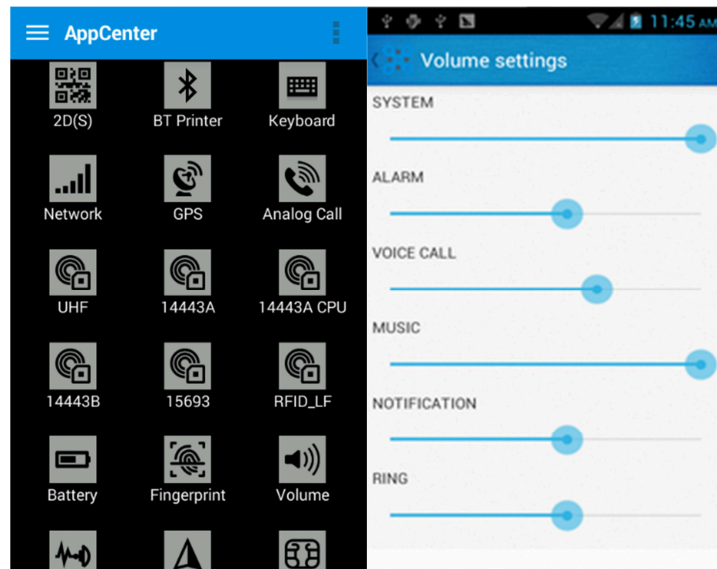 AppCenter
2D(S)
BT Printer
Keyboard
Network
GPS
Analog Call
UHF
14443A
14443A CPU
14443B
15693
RFID_LF
Battery
Fingerprint
Volume
11:45 AM
Volume settings
SYSTEM
ALARM
VOICE CALL
MUSIC
NOTIFICATION
RING